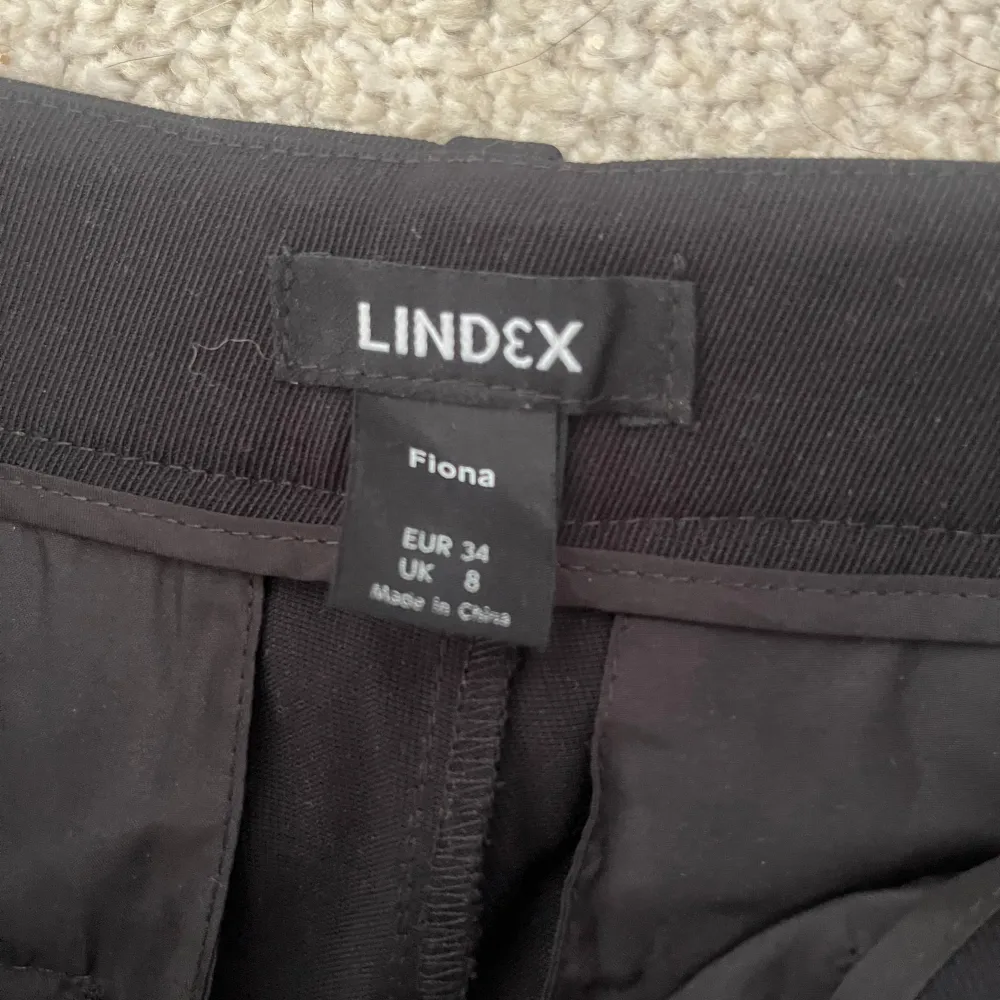 LINDEX
Fiona
EUR 34
UK 8
Made in China